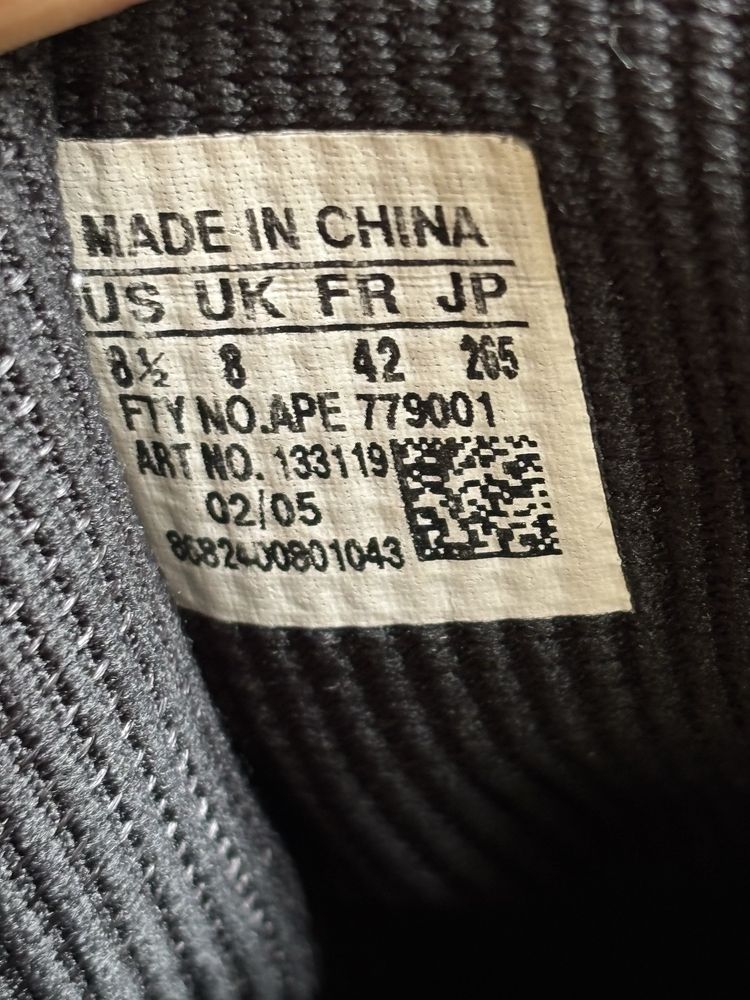 MADE IN CHINA
US UK FR JP
8½ 8 42 265
FTY NO.APE 779001
ART NO. 133119
02/05